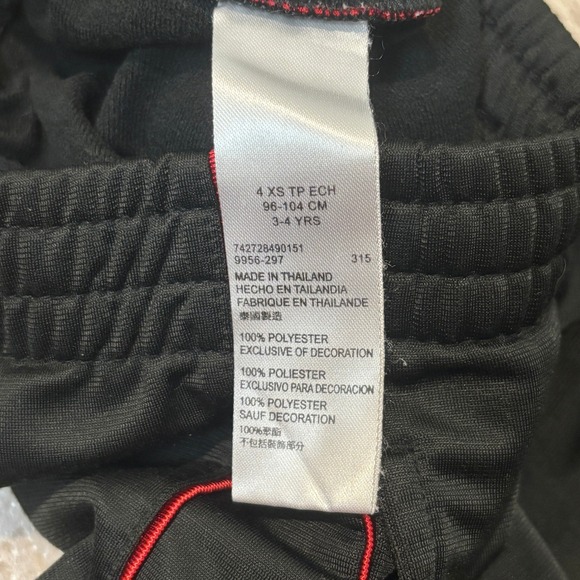 4 XS TP ECH
96-104 CM
3-4 YRS
742728490151
9956-297 315
MADE IN THAILAND
HECHO EN TAILANDIA
FABRIQUE EN THAILANDE
泰國製造
100% POLYESTER
EXCLUSIVE OF DECORATION
100% POLIESTER
EXCLUSIVO PARA DECORACION
100% POLYESTER
SAUF DECORATION
100%聚酯
不包括裝飾部分